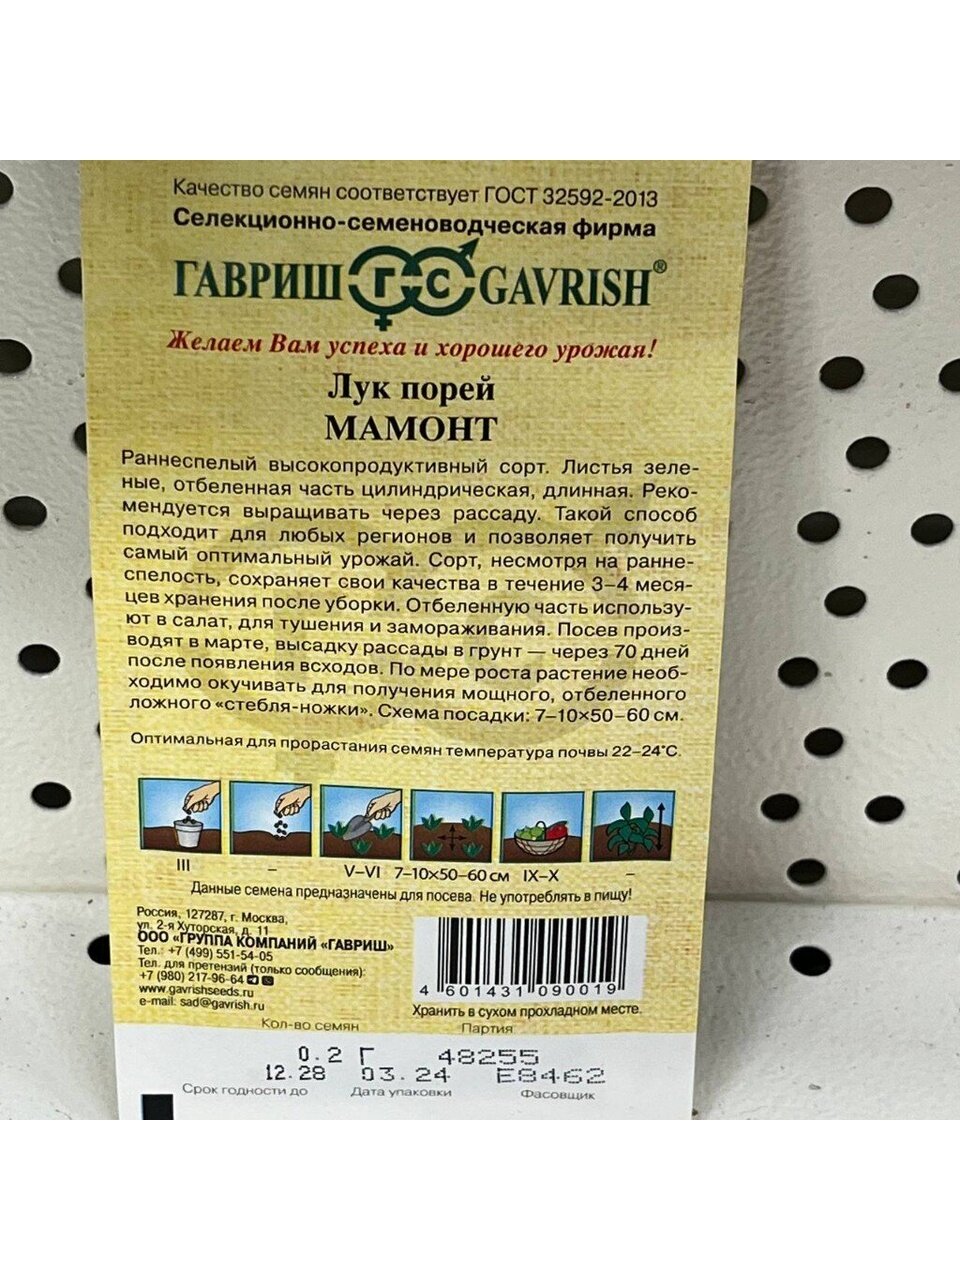 Качество семян соответствует ГОСТ 32592-2013
Селекционно-семеноводческая фирма
ГАВРИШ ГС GAVRISH®
Желаем Вам успеха и хорошего урожая!
Лук порей
МАМОНТ
Раннеспелый высокопродуктивный сорт. Листья зеле-
ные, отбеленная часть цилиндрическая, длинная. Реко-
мендуется выращивать через рассаду. Такой способ
подходит для любых регионов и позволяет получить
самый оптимальный урожай. Сорт, несмотря на ранне-
спелость, сохраняет свои качества в течение 3–4 меся-
цев хранения после уборки. Отбеленную часть использу-
ют в салат, для тушения и замораживания. Посев произ-
водят в марте, высадку рассады в грунт — через 70 дней
после появления всходов. По мере роста растение необ-
ходимо окучивать для получения мощного, отбеленного
ложного «стебля-ножки». Схема посадки: 7–10×50–60 см.
Оптимальная для прорастания семян температура почвы 22–24°С.
III – V–VI 7–10×50–60 см IX–X –
Данные семена предназначены для посева. Не употреблять в пищу!
Россия, 127287, г. Москва,
ул. 2-я Хуторская, д. 11
ООО «ГРУППА КОМПАНИЙ «ГАВРИШ»
Тел.: +7 (499) 551-54-05
Тел. для претензий (только сообщения):
+7 (980) 217-96-64
www.gavrishseeds.ru
e-mail: sad@gavrish.ru
4 601431 090019
Хранить в сухом прохладном месте.
Кол-во семян Партия
0.2 Г 48255
12.28 03.24 E8462
Срок годности до Дата упаковки Фасовщик